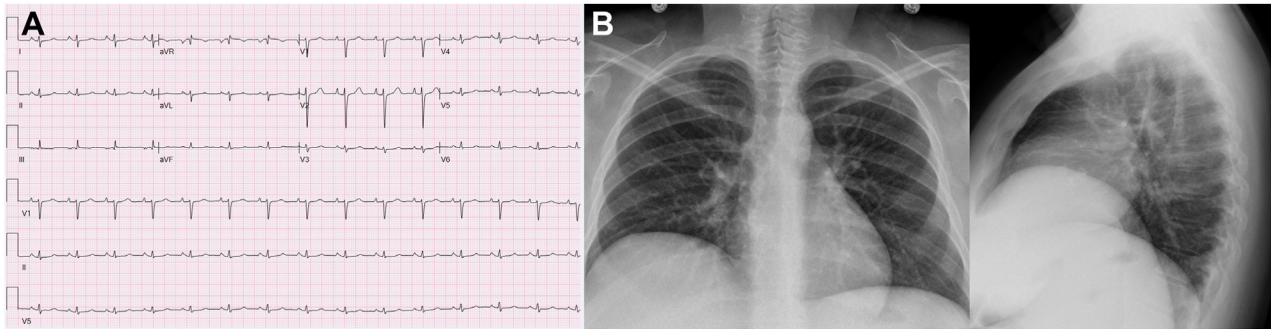 A
B
I aVR V1 V4
II aVL V2 V5
III aVF V3 V6
V1
II
V5